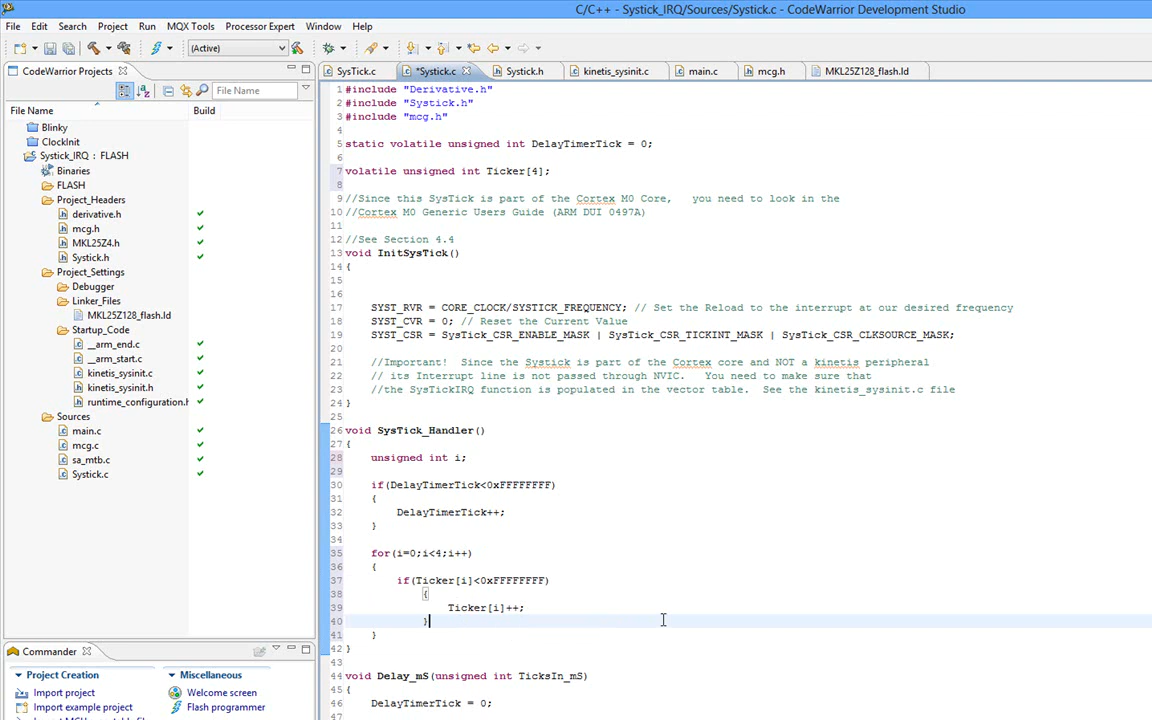 C/C++ - Systick_IRQ/Sources/Systick.c - CodeWarrior Development Studio
File Edit Search Project Run MQX Tools Processor Expert Window Help
(Active)
CodeWarrior Projects
SysTick.c *Systick.c Systick.h kinetis_sysinit.c main.c mcg.h MKL25Z128_flash.ld
File Name
File Name Build
Blinky
ClockInit
Systick_IRQ : FLASH
Binaries
FLASH
Project_Headers
derivative.h
mcg.h
MKL25Z4.h
Systick.h
Project_Settings
Debugger
Linker_Files
MKL25Z128_flash.ld
Startup_Code
__arm_end.c
__arm_start.c
kinetis_sysinit.c
kinetis_sysinit.h
runtime_configuration.h
Sources
main.c
mcg.c
sa_mtb.c
Systick.c
1 #include "Derivative.h"
2 #include "Systick.h"
3 #include "mcg.h"
4
5 static volatile unsigned int DelayTimerTick = 0;
6
7 volatile unsigned int Ticker[4];
8
9 //Since this SysTick is part of the Cortex M0 Core,   you need to look in the
10 //Cortex M0 Generic Users Guide (ARM DUI 0497A)
11
12 //See Section 4.4
13 void InitSysTick()
14 {
15
16
17 SYST_RVR = CORE_CLOCK/SYSTICK_FREQUENCY; // Set the Reload to the interrupt at our desired frequency
18 SYST_CVR = 0; // Reset the Current Value
19 SYST_CSR = SysTick_CSR_ENABLE_MASK | SysTick_CSR_TICKINT_MASK | SysTick_CSR_CLKSOURCE_MASK;
20
21 //Important!  Since the Systick is part of the Cortex core and NOT a kinetis peripheral
22 // its Interrupt line is not passed through NVIC.   You need to make sure that
23 //the SysTickIRQ function is populated in the vector table.  See the kinetis_sysinit.c file
24 }
25
26 void SysTick_Handler()
27 {
28 unsigned int i;
29
30 if(DelayTimerTick<0xFFFFFFFF)
31 {
32 DelayTimerTick++;
33 }
34
35 for(i=0;i<4;i++)
36 {
37 if(Ticker[i]<0xFFFFFFFF)
38 {
39 Ticker[i]++;
40 }
41 }
42 }
43
44 void Delay_mS(unsigned int TicksIn_mS)
45 {
46 DelayTimerTick = 0;
47
Commander
Project Creation
Import project
Import example project
Miscellaneous
Welcome screen
Flash programmer